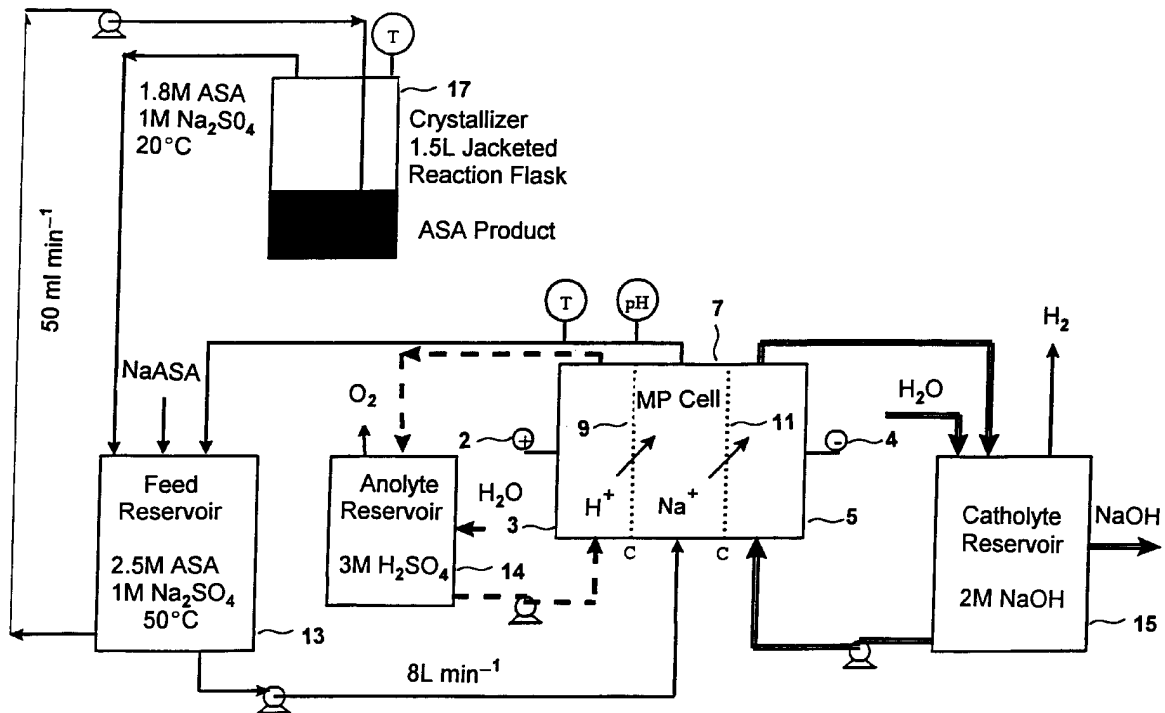 T
17
1.8M ASA
1M Na₂S0₄
20°C
Crystallizer
1.5L Jacketed
Reaction Flask
ASA Product
50 ml min⁻¹
T
pH
7
H₂
NaASA
O₂
MP Cell
H₂O
9
11
2
+
-
4
Feed
Reservoir
2.5M ASA
1M Na₂SO₄
50°C
13
Anolyte
Reservoir
3M H₂SO₄
14
H₂O
3
H⁺
Na⁺
5
C
C
Catholyte
Reservoir
2M NaOH
NaOH
15
8L min⁻¹